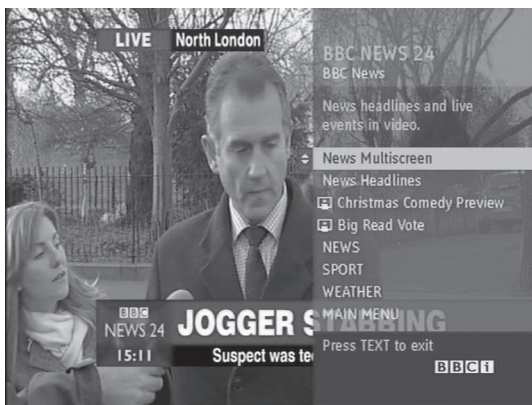 LIVE North London
BBC NEWS 24
BBC News
News headlines and live
events in video.
News Multiscreen
News Headlines
Christmas Comedy Preview
Big Read Vote
NEWS
SPORT
WEATHER
MAIN MENU
Press TEXT to exit
BBCi
BBC
NEWS 24
15:11
JOGGER STABBING
Suspect was